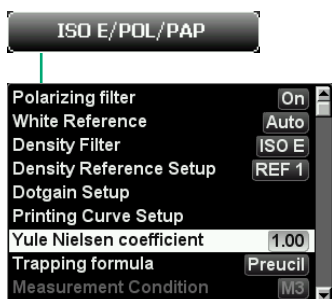 ISO E/POL/PAP
Polarizing filter On
White Reference Auto
Density Filter ISO E
Density Reference Setup REF 1
Dotgain Setup
Printing Curve Setup
Yule Nielsen coefficient 1.00
Trapping formula Preucil
Measurement Condition M3